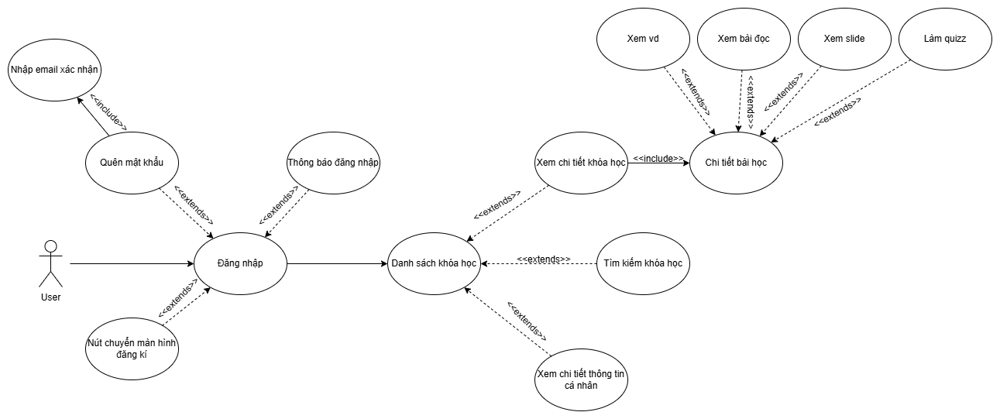 Xem vd
Xem bài đọc
Xem slide
Làm quizz
Nhập email xác nhận
<<include>>
<<extends>>
<<extends>>
<<extends>>
<<extends>>
Quên mật khẩu
Thông báo đăng nhập
Xem chi tiết khóa học
<<include>>
Chi tiết bài học
<<extends>>
<<extends>>
<<extends>>
User
Đăng nhập
Danh sách khóa học
<<extends>>
Tìm kiếm khóa học
<<extends>>
<<extends>>
Nút chuyển màn hình
đăng kí
Xem chi tiết thông tin
cá nhân